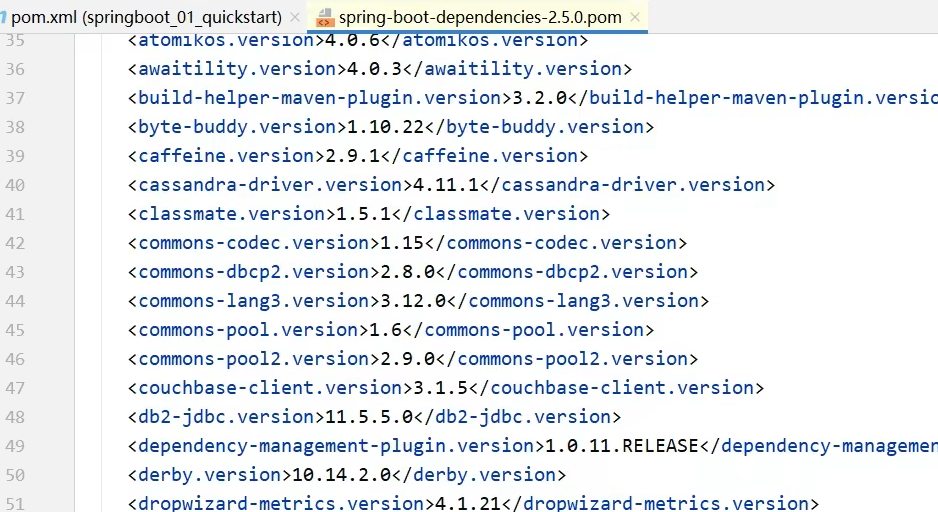 pom.xml (springboot_01_quickstart) × spring-boot-dependencies-2.5.0.pom ×
35 <atomikos.version>4.0.6</atomikos.version>
36 <awaitility.version>4.0.3</awaitility.version>
37 <build-helper-maven-plugin.version>3.2.0</build-helper-maven-plugin.versio
38 <byte-buddy.version>1.10.22</byte-buddy.version>
39 <caffeine.version>2.9.1</caffeine.version>
40 <cassandra-driver.version>4.11.1</cassandra-driver.version>
41 <classmate.version>1.5.1</classmate.version>
42 <commons-codec.version>1.15</commons-codec.version>
43 <commons-dbcp2.version>2.8.0</commons-dbcp2.version>
44 <commons-lang3.version>3.12.0</commons-lang3.version>
45 <commons-pool.version>1.6</commons-pool.version>
46 <commons-pool2.version>2.9.0</commons-pool2.version>
47 <couchbase-client.version>3.1.5</couchbase-client.version>
48 <db2-jdbc.version>11.5.5.0</db2-jdbc.version>
49 <dependency-management-plugin.version>1.0.11.RELEASE</dependency-managemen
50 <derby.version>10.14.2.0</derby.version>
51 <dropwizard-metrics.version>4.1.21</dropwizard-metrics.version>